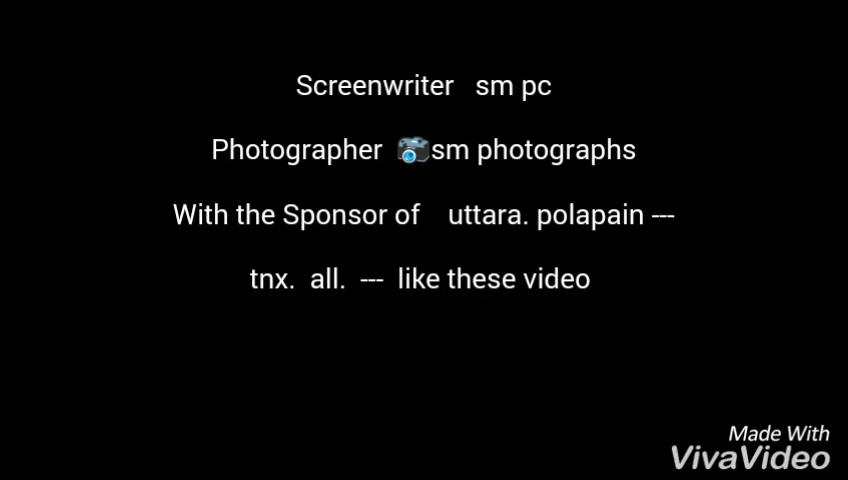 Screenwriter sm pc
Photographer 📷sm photographs
With the Sponsor of uttara. polapain ---
tnx. all. --- like these video
Made With
VivaVideo